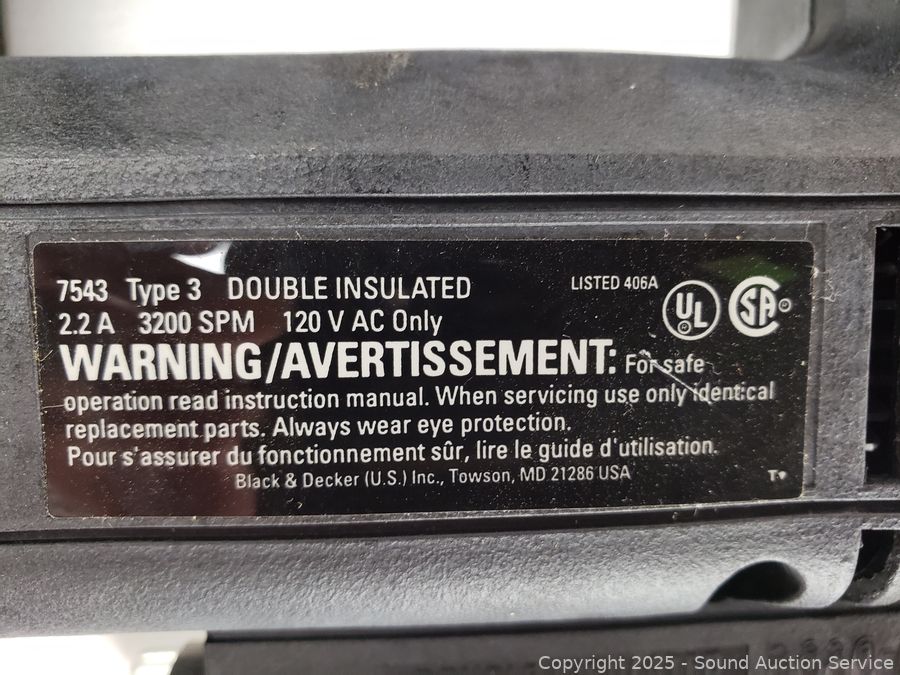 7543 Type 3 DOUBLE INSULATED
LISTED 406A
UL
SA
2.2 A 3200 SPM 120 V AC Only
WARNING/AVERTISSEMENT: For safe
operation read instruction manual. When servicing use only identical
replacement parts. Always wear eye protection.
Pour s'assurer du fonctionnement sûr, lire le guide d'utilisation.
Black & Decker (U.S.) Inc., Towson, MD 21286 USA
Copyright 2025 - Sound Auction Service